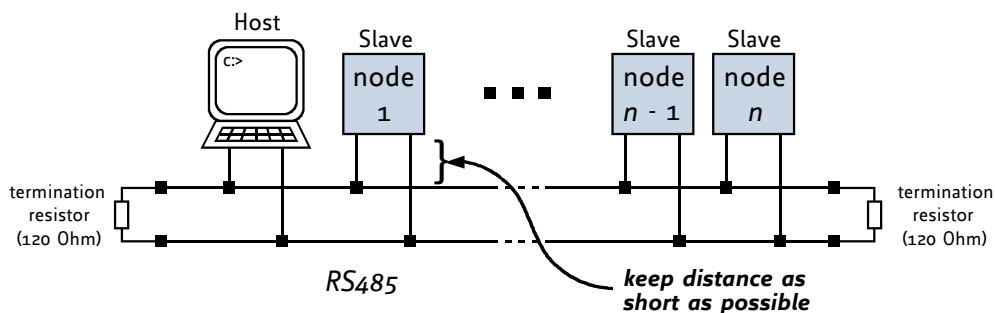 Host
C:>
Slave
node
1
Slave
node
n - 1
Slave
node
n
termination
resistor
(120 Ohm)
termination
resistor
(120 Ohm)
RS485
keep distance as
short as possible